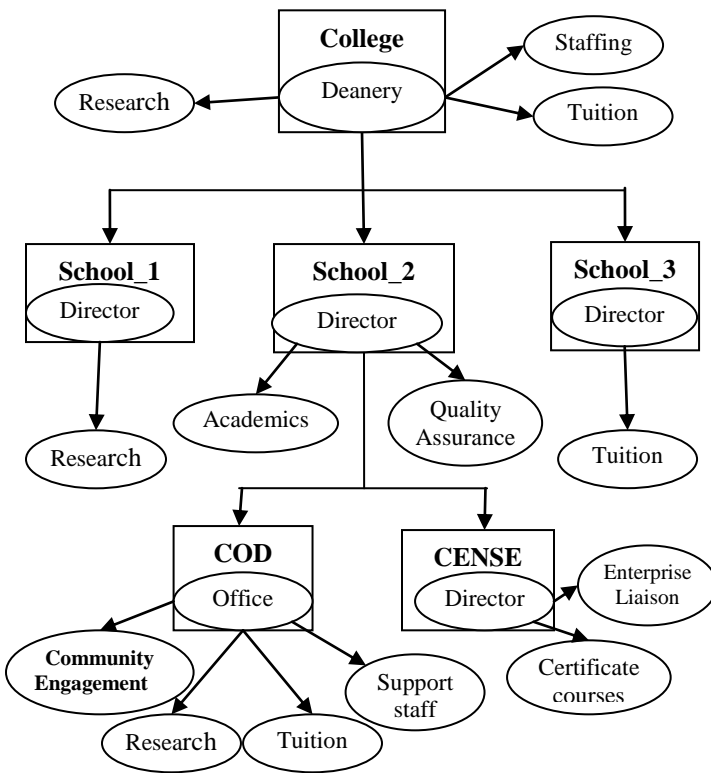 College
Staffing
Deanery
Research
Tuition
School_1
School_2
School_3
Director
Director
Director
Academics
Quality
Assurance
Research
Tuition
COD
CENSE
Office
Director
Enterprise
Liaison
Community
Engagement
Support
staff
Certificate
courses
Research
Tuition